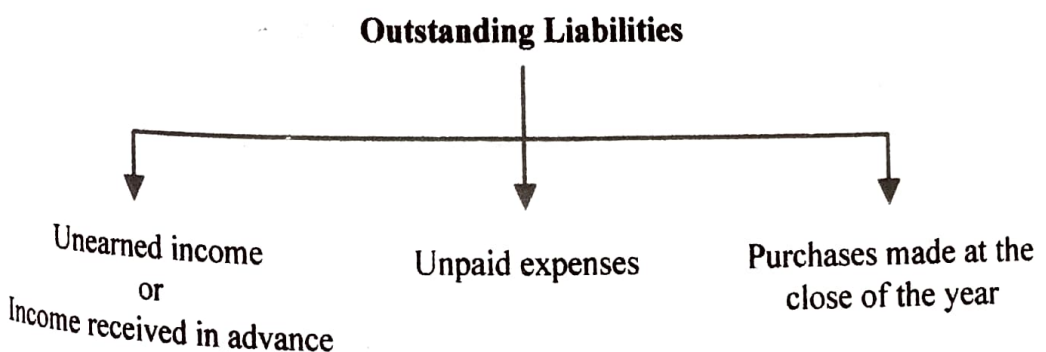 Outstanding Liabilities
Unearned income
or
Income received in advance
Unpaid expenses
Purchases made at the
close of the year